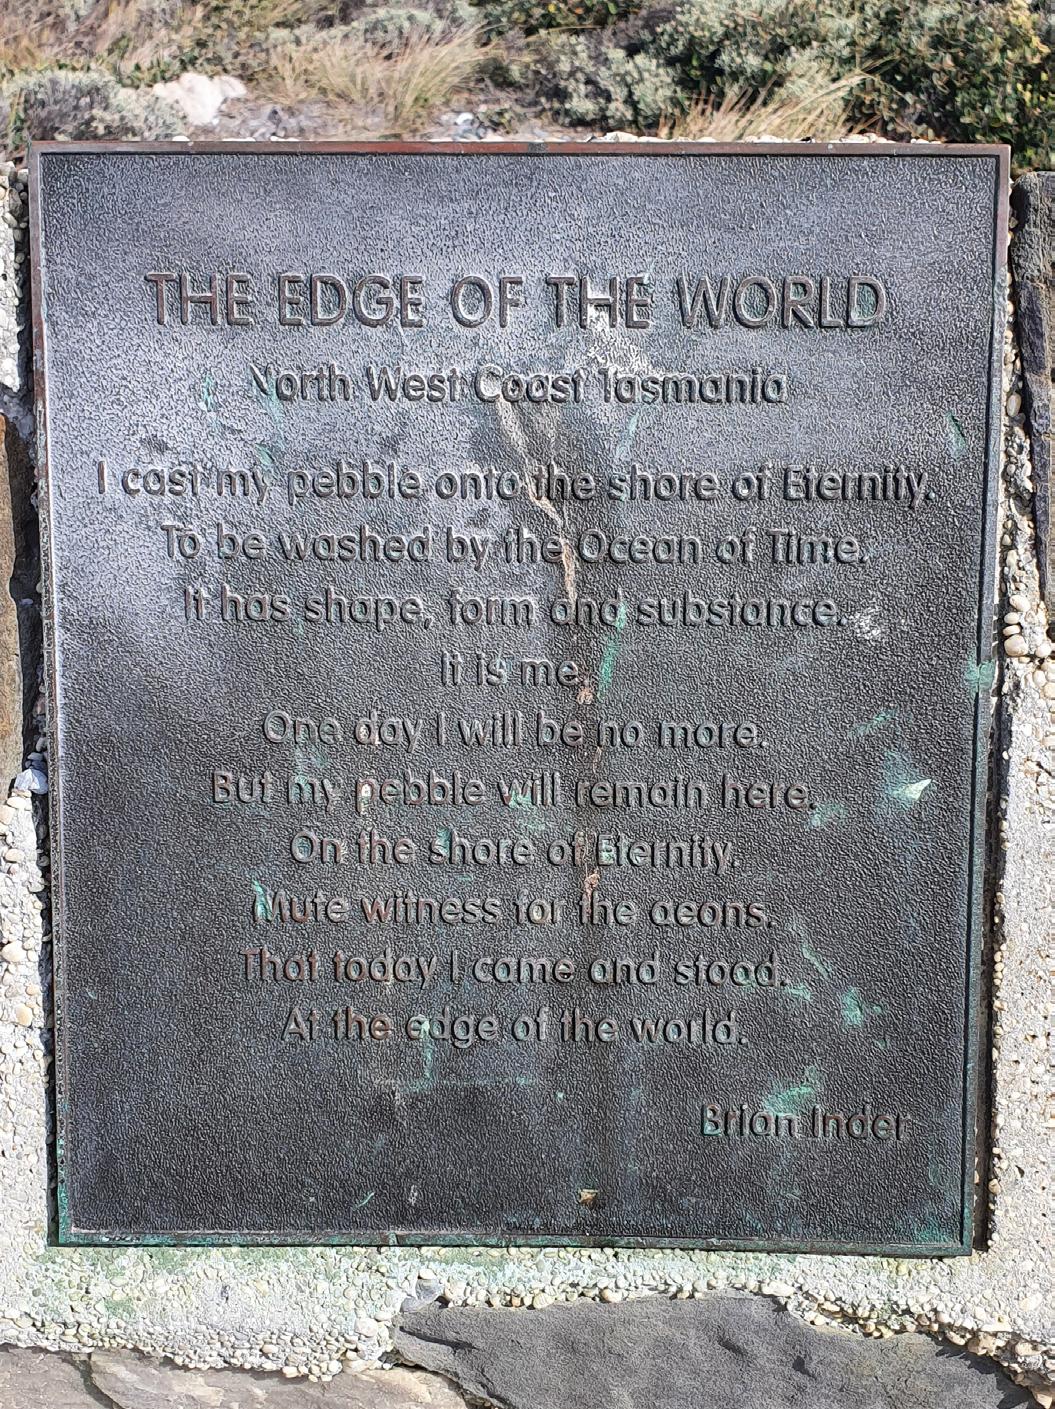 THE EDGE OF THE WORLD
North West Coast Tasmania
I cast my pebble onto the shore of Eternity.
To be washed by the Ocean of Time.
It has shape, form and substance.
It is me.
One day I will be no more.
But my pebble will remain here.
On the shore of Eternity.
Mute witness for the aeons.
That today I came and stood.
At the edge of the world.
Brian Inder